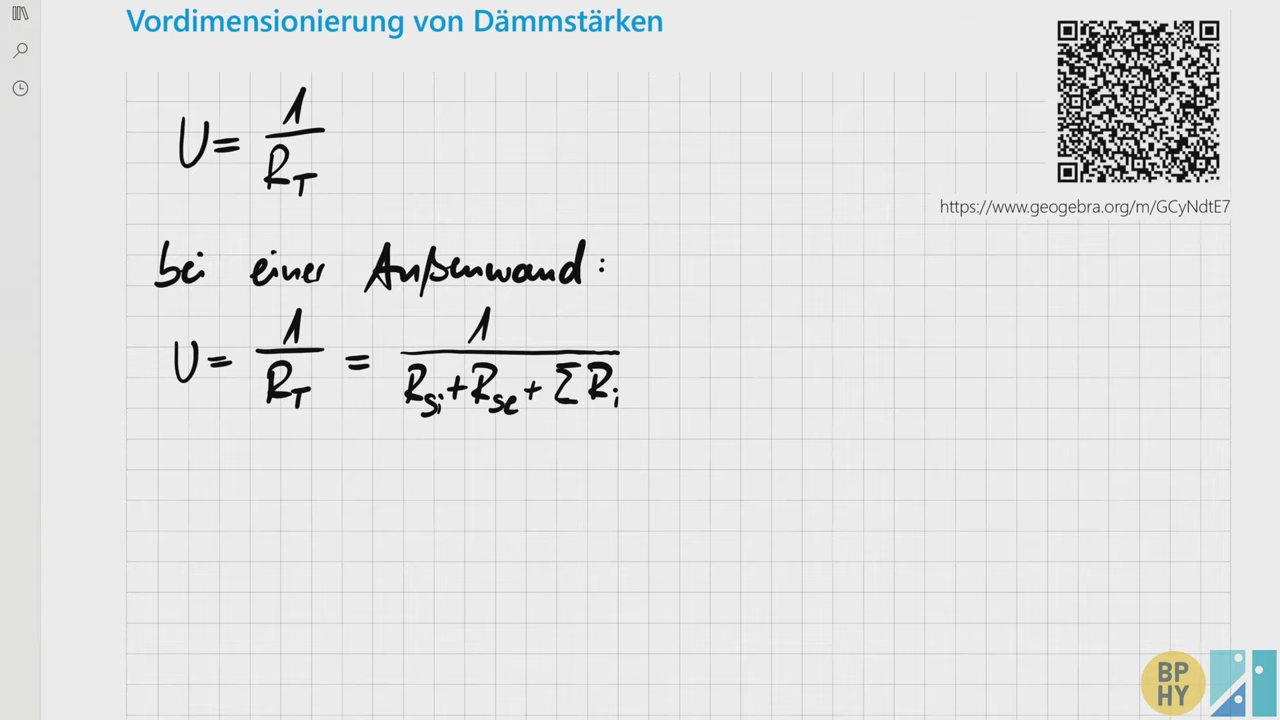 Vordimensionierung von Dämmstärken
U = 1/R_T
https://www.geogebra.org/m/GCyNdtE7
bei einer Außenwand:
U = 1/R_T = 1/(R_si + R_se + ΣR_i)
BP
HY